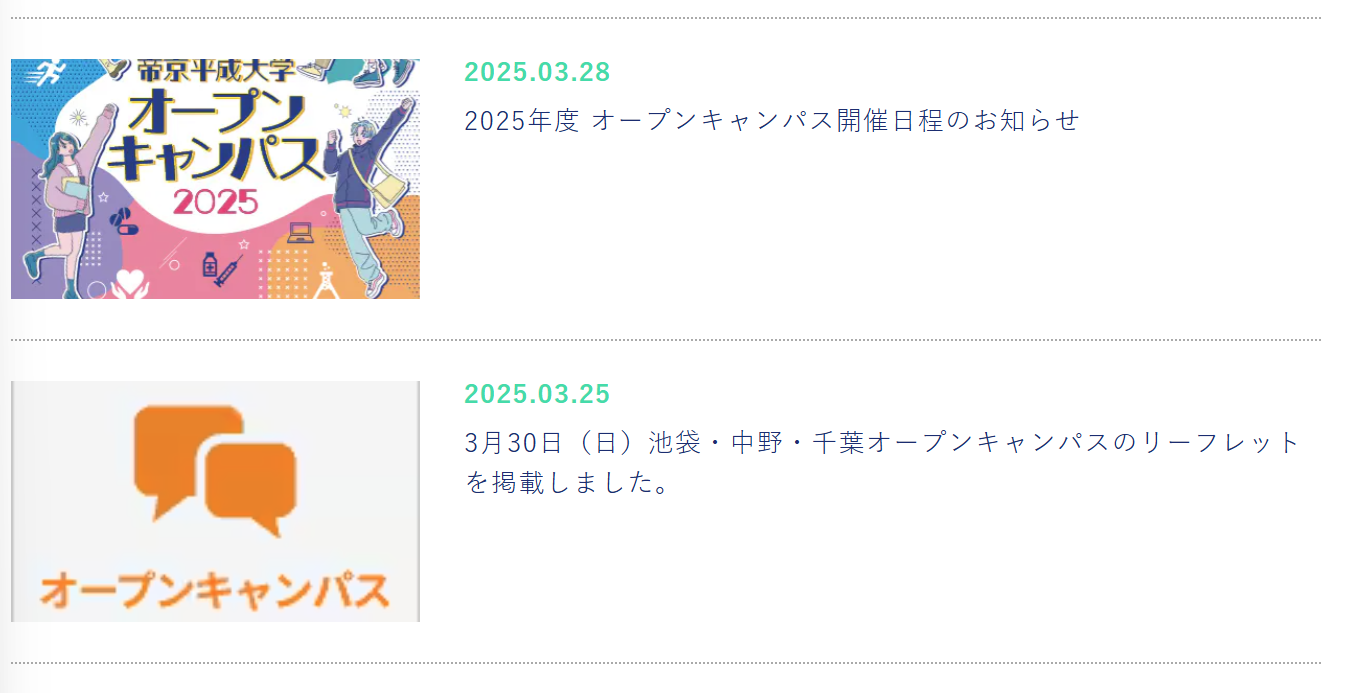 帝京平成大学
オープン
キャンパス
2025
2025.03.28
2025年度 オープンキャンパス開催日程のお知らせ
オープンキャンパス
2025.03.25
3月30日（日）池袋・中野・千葉オープンキャンパスのリーフレット
を掲載しました。